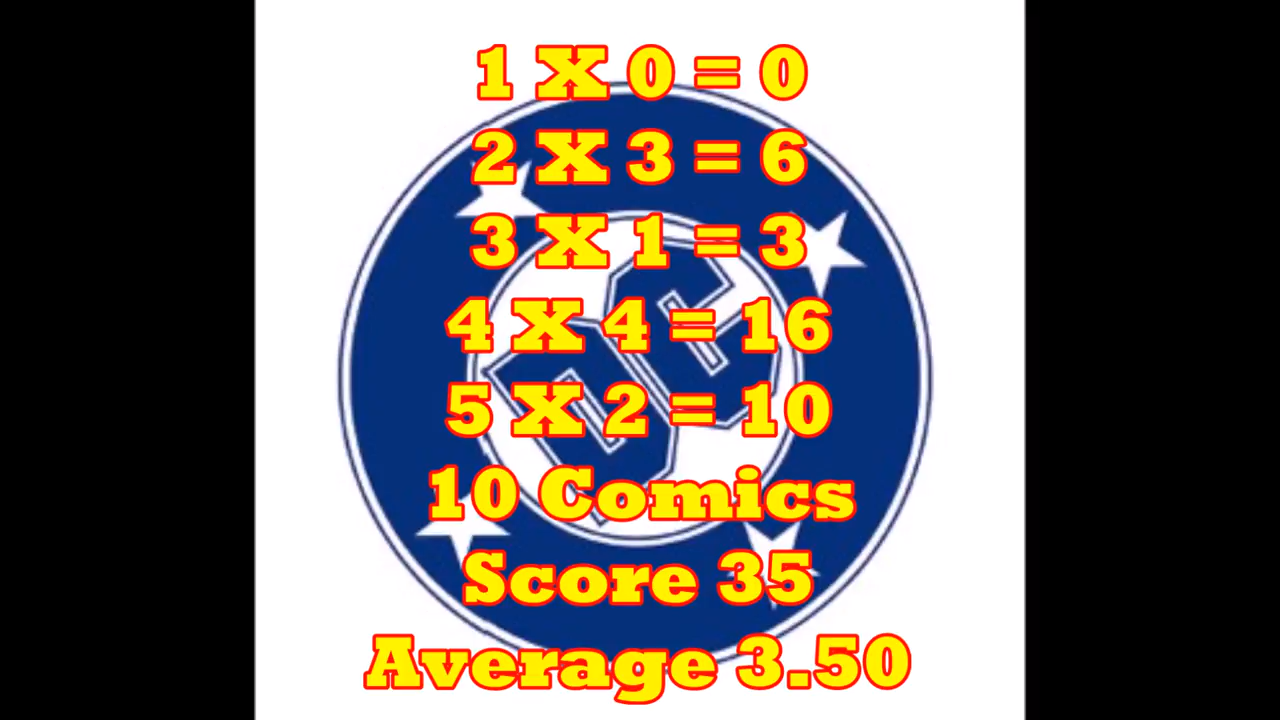 1 X 0 = 0
2 X 3 = 6
3 X 1 = 3
4 X 4 = 16
5 X 2 = 10
10 Comics
Score 35
Average 3.50